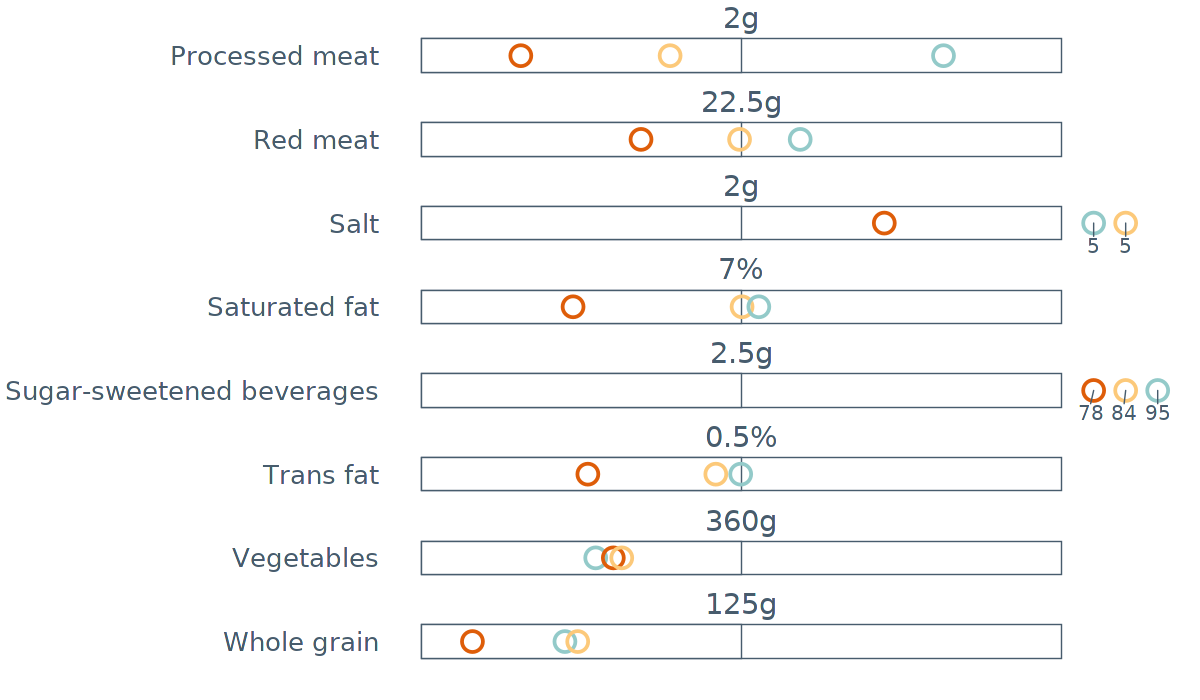 2g
Processed meat
22.5g
Red meat
2g
Salt
5 5
7%
Saturated fat
2.5g
Sugar-sweetened beverages
78 84 95
0.5%
Trans fat
360g
Vegetables
125g
Whole grain